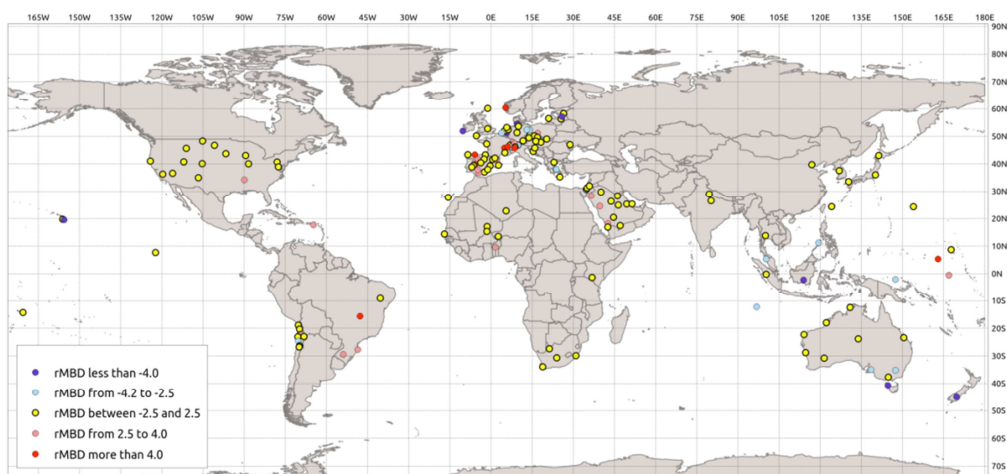 165W 150W 135W 120W 105W 90W 75W 60W 45W 30W 15W 0E 15E 30E 45E 60E 75E 90E 105E 120E 135E 150E 165E 180E
90N
80N
70N
60N
50N
40N
30N
20N
10N
0N
10S
20S
30S
40S
50S
60S
70S
rMBD less than -4.0
rMBD from -4.2 to -2.5
rMBD between -2.5 and 2.5
rMBD from 2.5 to 4.0
rMBD more than 4.0